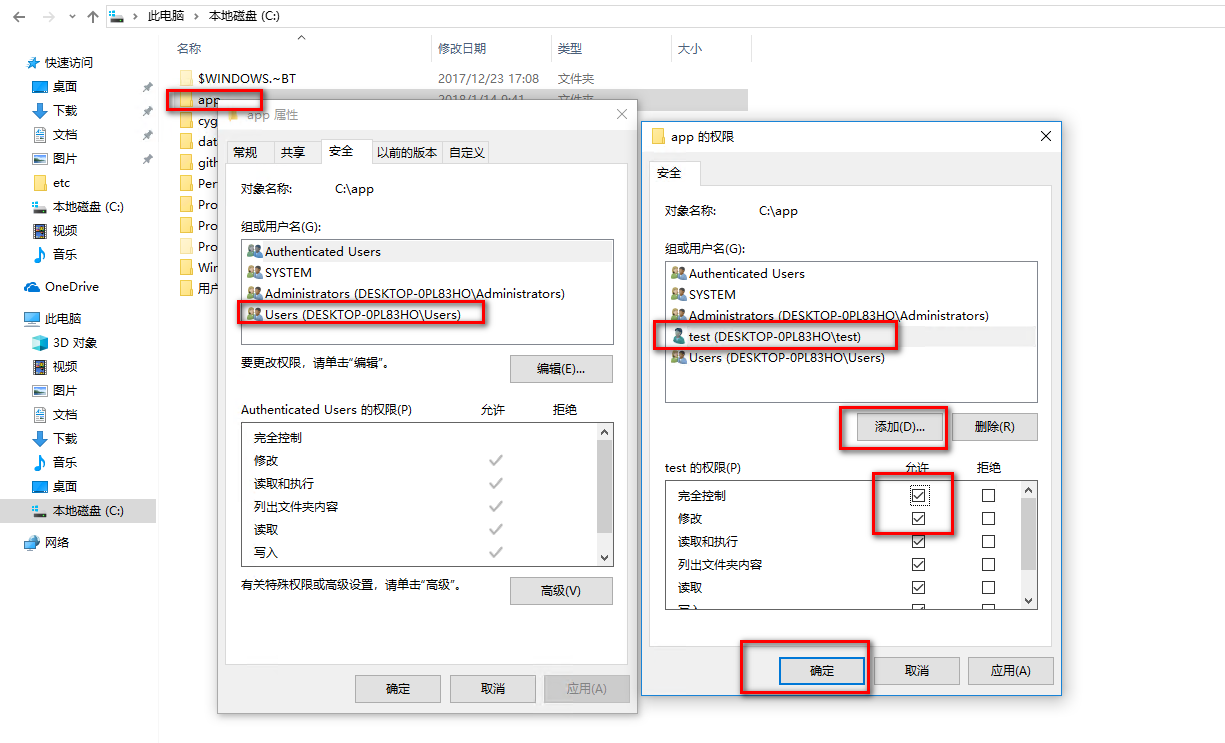 此电脑 › 本地磁盘 (C:)
名称 修改日期 类型 大小
快速访问
桌面
下载
文档
图片
etc
本地磁盘 (C:)
视频
音乐
OneDrive
此电脑
3D 对象
视频
图片
文档
下载
音乐
桌面
本地磁盘 (C:)
网络
$WINDOWS.~BT 2017/12/23 17:08 文件夹
app 2018/1/14 9:41 文件夹
cyg
dat
gith
Per
Pro
Pro
Pro
Wir
用户
app 属性
常规 共享 安全 以前的版本 自定义
对象名称: C:\app
组或用户名(G):
Authenticated Users
SYSTEM
Administrators (DESKTOP-0PL83HO\Administrators)
Users (DESKTOP-0PL83HO\Users)
要更改权限，请单击“编辑”。
编辑(E)...
Authenticated Users 的权限(P) 允许 拒绝
完全控制
修改
读取和执行
列出文件夹内容
读取
写入
有关特殊权限或高级设置，请单击“高级”。
高级(V)
确定 取消 应用(A)
app 的权限
安全
对象名称: C:\app
组或用户名(G):
Authenticated Users
SYSTEM
Administrators (DESKTOP-0PL83HO\Administrators)
test (DESKTOP-0PL83HO\test)
Users (DESKTOP-0PL83HO\Users)
添加(D)... 删除(R)
test 的权限(P) 允许 拒绝
完全控制
修改
读取和执行
列出文件夹内容
读取
确定 取消 应用(A)